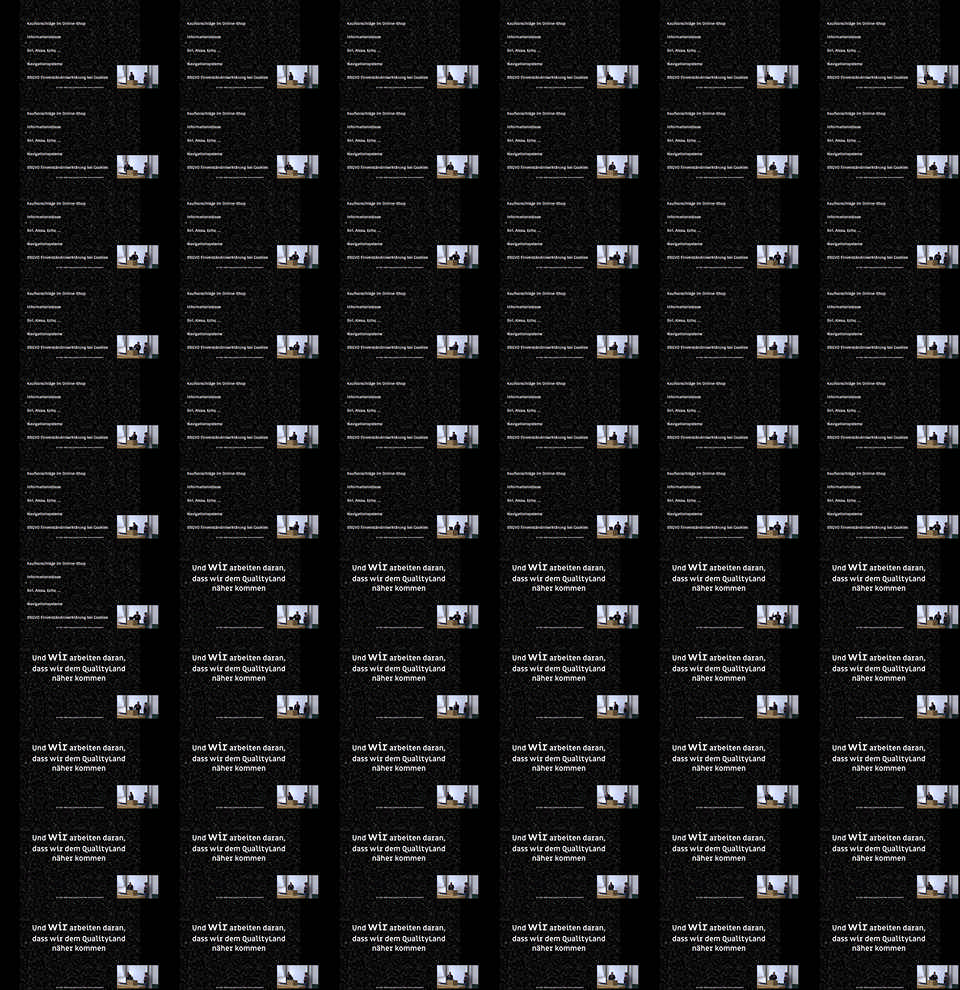 Kaufvorschläge im Online-Shop
Informationsblase
Siri, Alexa, Echo ...
Navigationssysteme
DSGVO Einverständniserklärung bei Cookies
Und wir arbeiten daran,
dass wir dem QualityLand
näher kommen